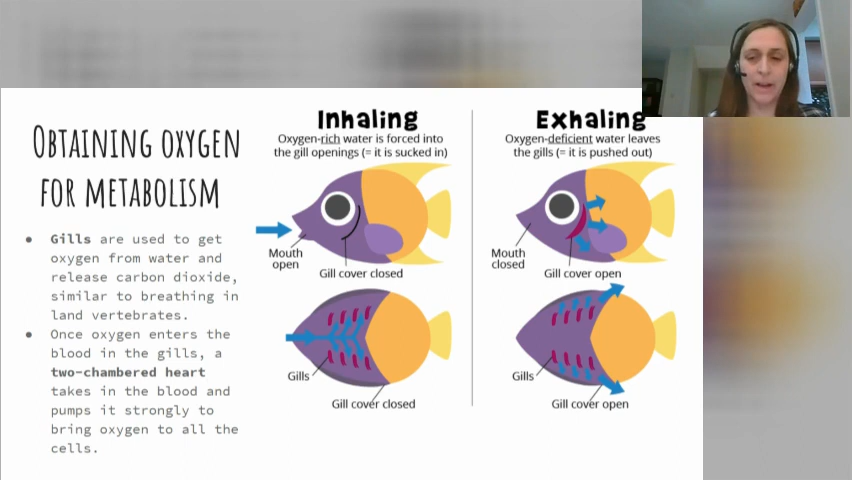 Obtaining oxygen
for metabolism
● Gills are used to get
oxygen from water and
release carbon dioxide,
similar to breathing in
land vertebrates.
● Once oxygen enters the
blood in the gills, a
two-chambered heart
takes in the blood and
pumps it strongly to
bring oxygen to all the
cells.
Inhaling
Oxygen-rich water is forced into
the gill openings (= it is sucked in)
Mouth
open
Gill cover closed
Gills
Gill cover closed
Exhaling
Oxygen-deficient water leaves
the gills (= it is pushed out)
Mouth
closed
Gill cover open
Gills
Gill cover open